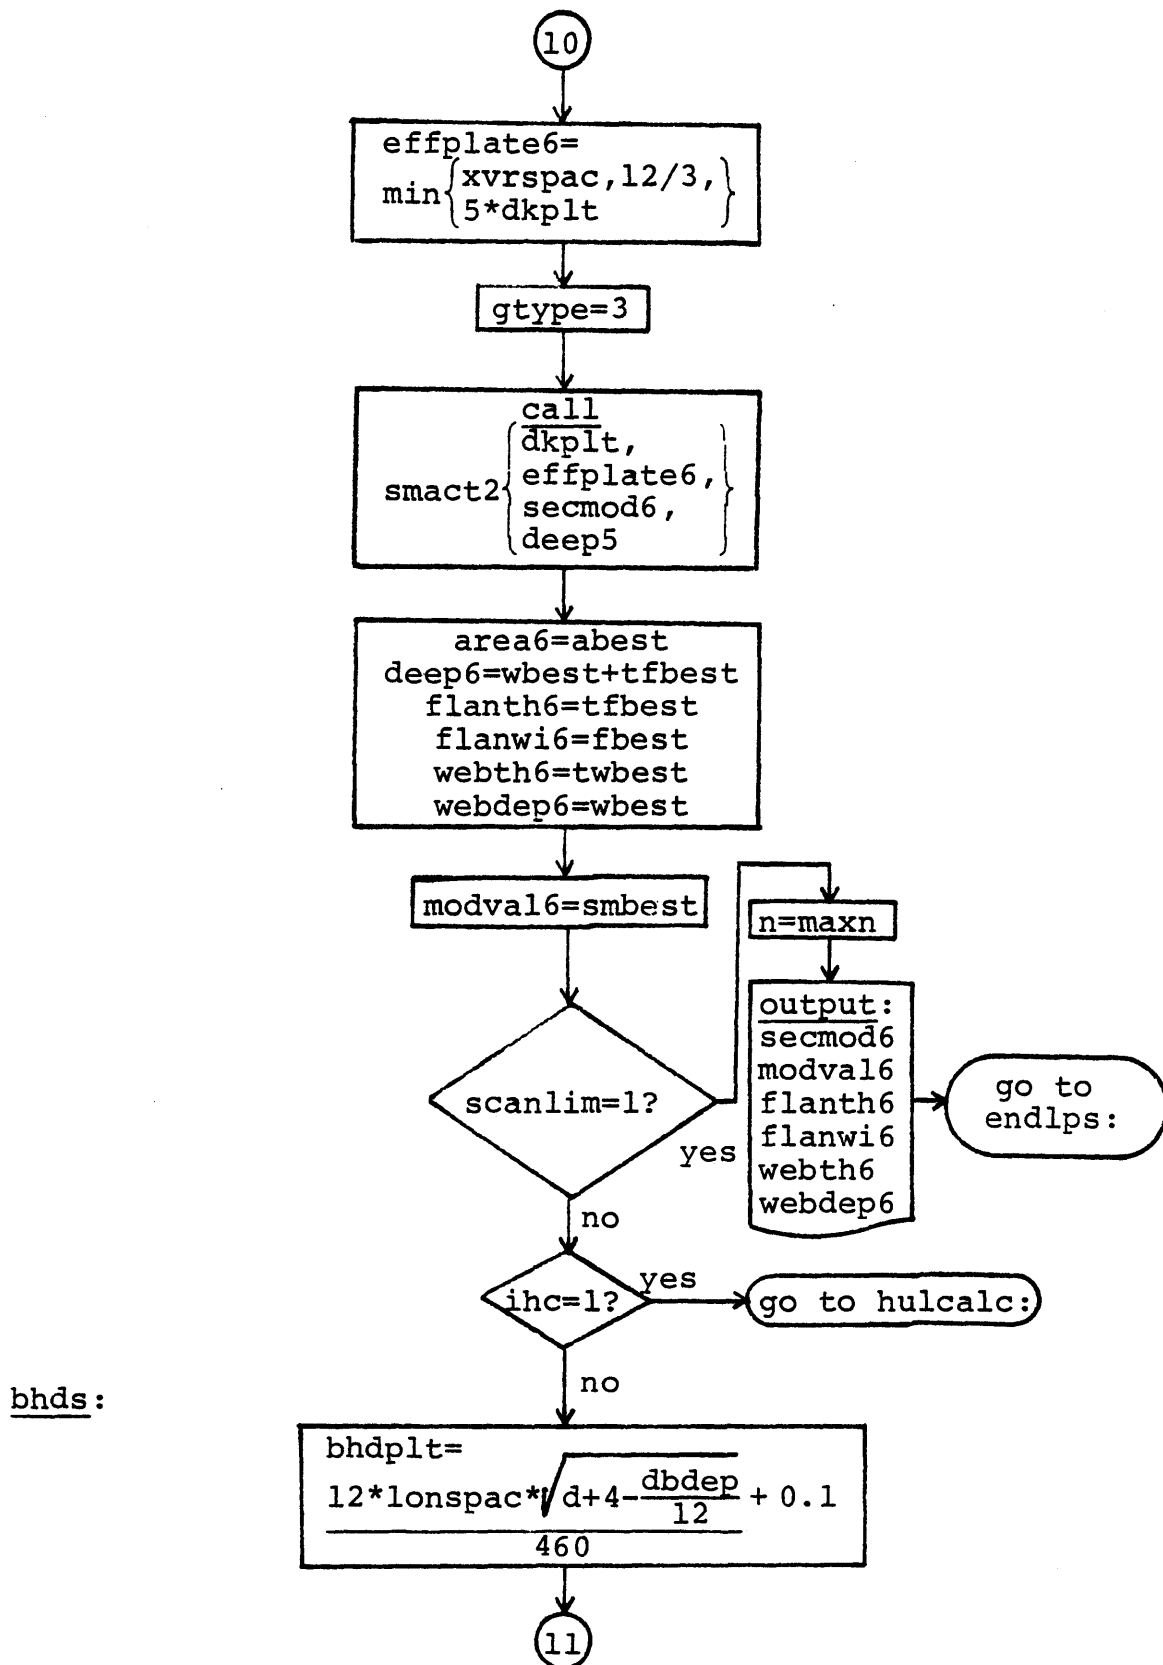 10
effplate6=
min{xvrspac,12/3,
5*dkplt}
gtype=3
call
smact2{dkplt,
effplate6,
secmod6,
deep5}
area6=abest
deep6=wbest+tfbest
flanth6=tfbest
flanwi6=fbest
webth6=twbest
webdep6=wbest
modval6=smbest
n=maxn
output:
secmod6
modval6
flanth6
flanwi6
webth6
webdep6
go to
endlps:
scanlim=1?
yes
no
ihc=1?
yes
go to hulcalc:
no
bhds:
bhdplt=
12*lonspac*√d+4-dbdep/12 + 0.1
460
11